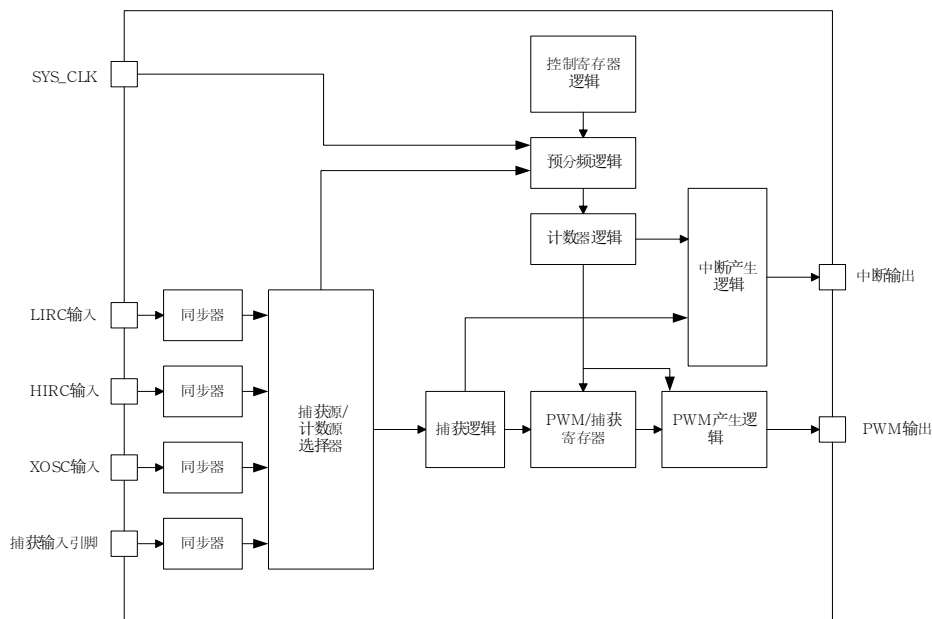 控制寄存器
逻辑
SYS_CLK
预分频逻辑
计数器逻辑
中断产生
逻辑
中断输出
LIRC输入
同步器
HIRC输入
同步器
捕获源/
计数源
选择器
捕获逻辑
PWM/捕获
寄存器
PWM产生逻
辑
PWM输出
XOSC输入
同步器
捕获输入引脚
同步器